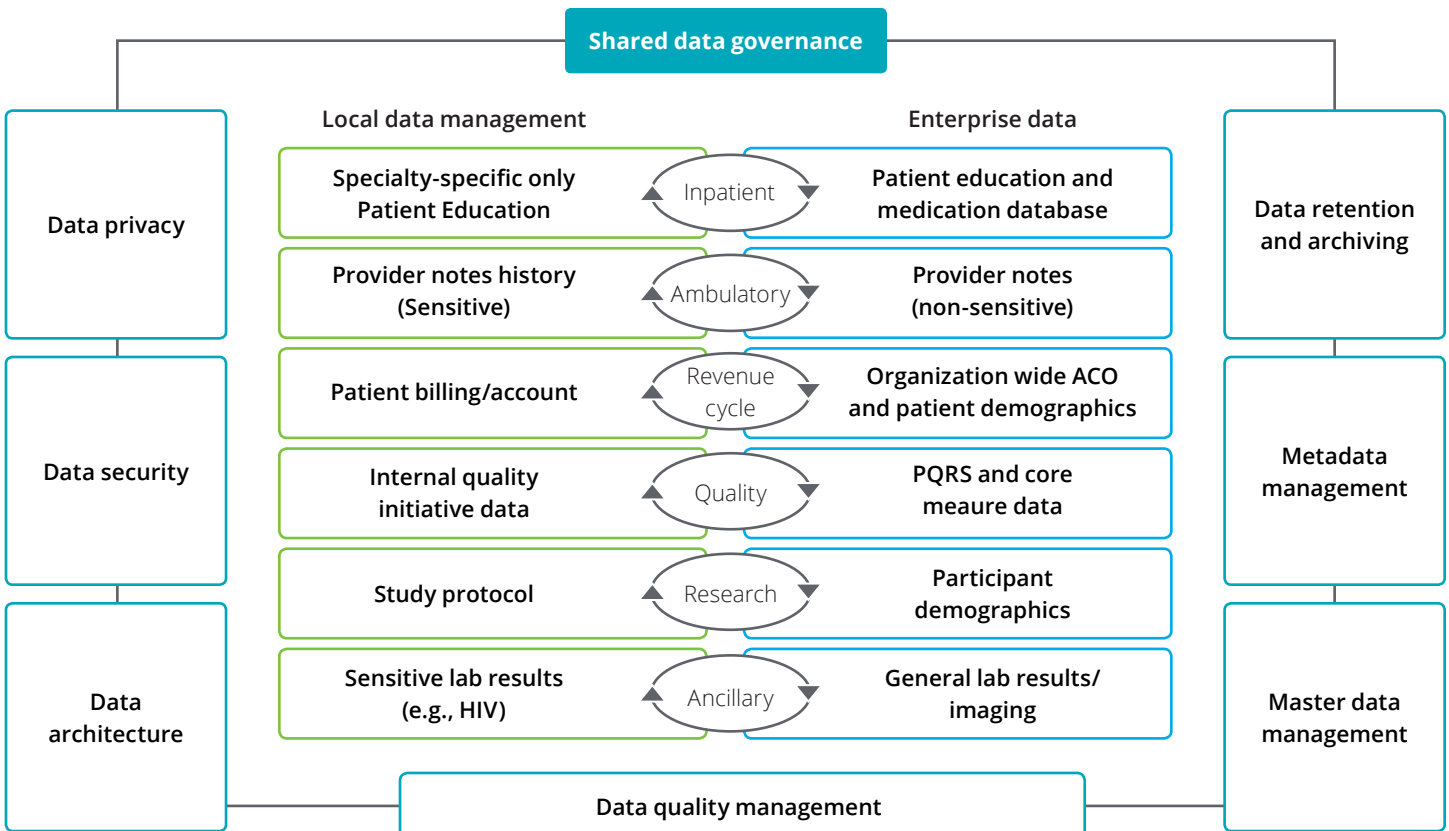 Shared data governance
Local data management
Enterprise data
Data privacy
Data security
Data
architecture
Specialty-specific only
Patient Education
Inpatient
Patient education and
medication database
Provider notes history
(Sensitive)
Ambulatory
Provider notes
(non-sensitive)
Patient billing/account
Revenue
cycle
Organization wide ACO
and patient demographics
Internal quality
initiative data
Quality
PQRS and core
meaure data
Study protocol
Research
Participant
demographics
Sensitive lab results
(e.g., HIV)
Ancillary
General lab results/
imaging
Data retention
and archiving
Metadata
management
Master data
management
Data quality management